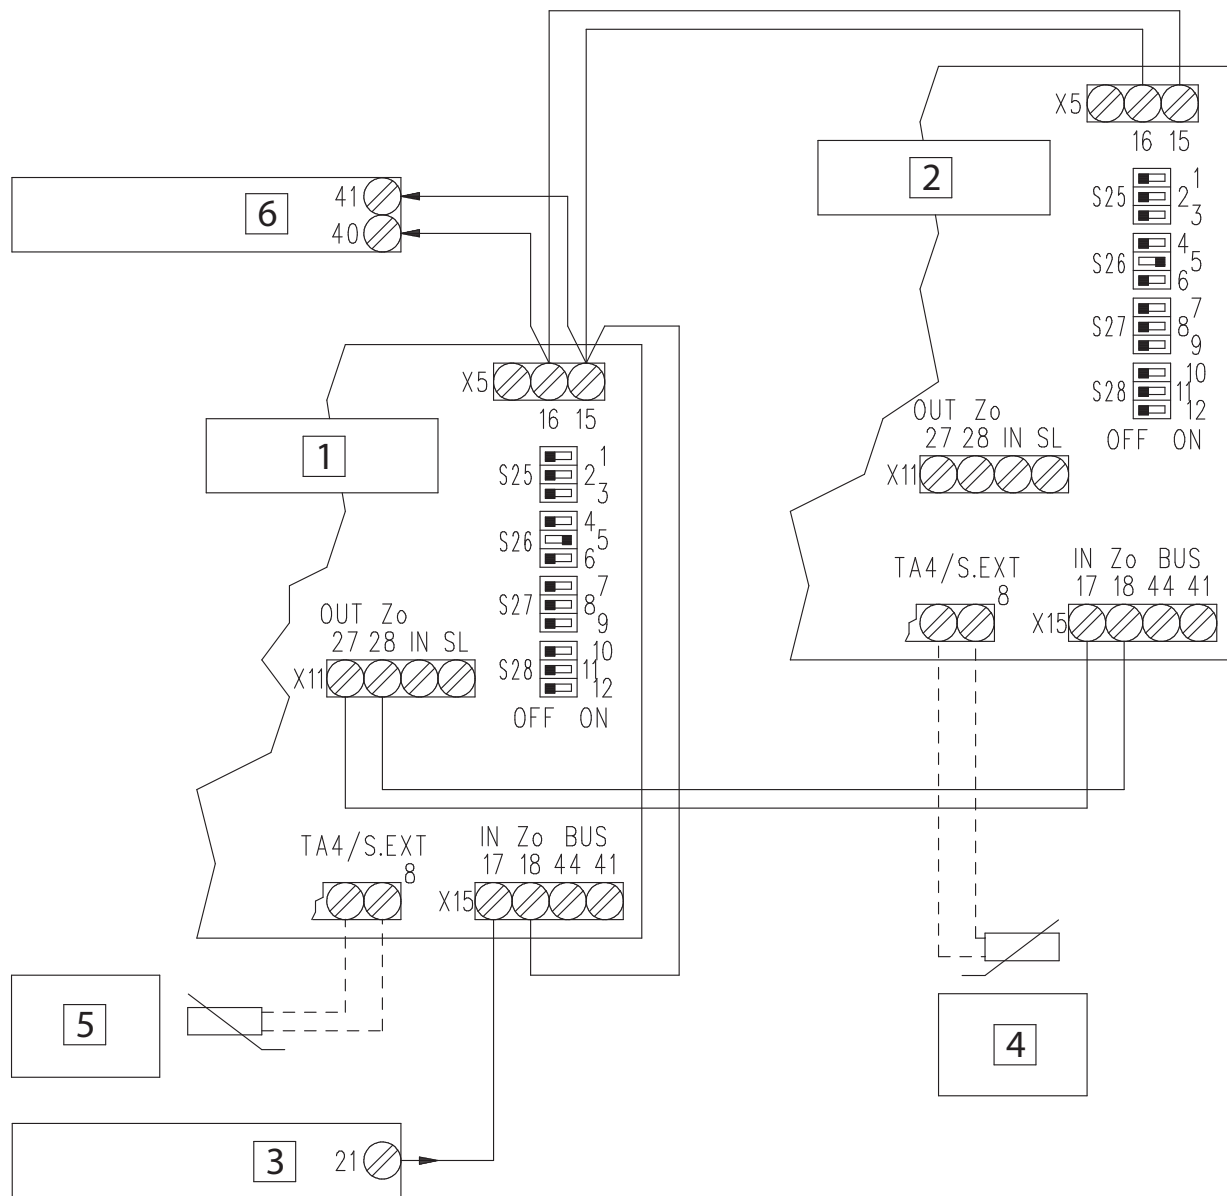 X5
16 15
2
S25 1 2 3
S26 4 5 6
S27 7 8 9
S28 10 11 12
OFF ON
OUT Zo
27 28 IN SL
X11
TA4/S.EXT
8
IN Zo BUS
17 18 44 41
X15
41
6
40
X5
16 15
1
S25 1 2 3
S26 4 5 6
S27 7 8 9
S28 10 11 12
OFF ON
OUT Zo
27 28 IN SL
X11
TA4/S.EXT
8
IN Zo BUS
17 18 44 41
X15
5
4
3
21